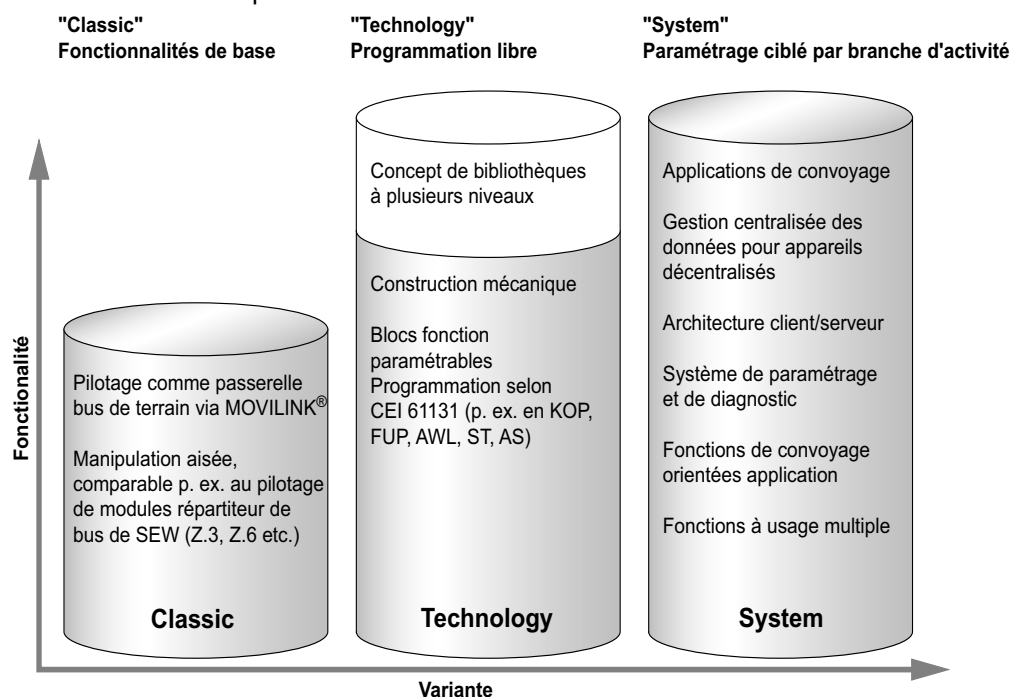 "Classic"
Fonctionnalités de base
"Technology"
Programmation libre
"System"
Paramétrage ciblé par branche d'activité
Fonctionalité
Pilotage comme passerelle
bus de terrain via MOVILINK®
Manipulation aisée,
comparable p. ex. au pilotage
de modules répartiteur de
bus de SEW (Z.3, Z.6 etc.)
Classic
Concept de bibliothèques
à plusieurs niveaux
Construction mécanique
Blocs fonction
paramétrables
Programmation selon
CEI 61131 (p. ex. en KOP,
FUP, AWL, ST, AS)
Technology
Applications de convoyage
Gestion centralisée des
données pour appareils
décentralisés
Architecture client/serveur
Système de paramétrage
et de diagnostic
Fonctions de convoyage
orientées application
Fonctions à usage multiple
System
Variante